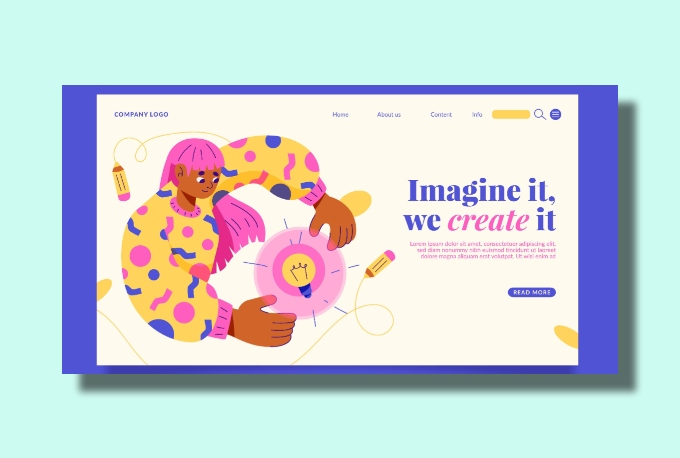 COMPANY LOGO
Home
About us
Content
Info
Imagine it,
we create it
Lorem ipsum dolor sit amet, consectetuer adipiscing elit,
sed diam nonummy nibh euismod tincidunt ut laoreet
dolore magna aliquam erat volutpat. Ut wisi enim ad
READ MORE